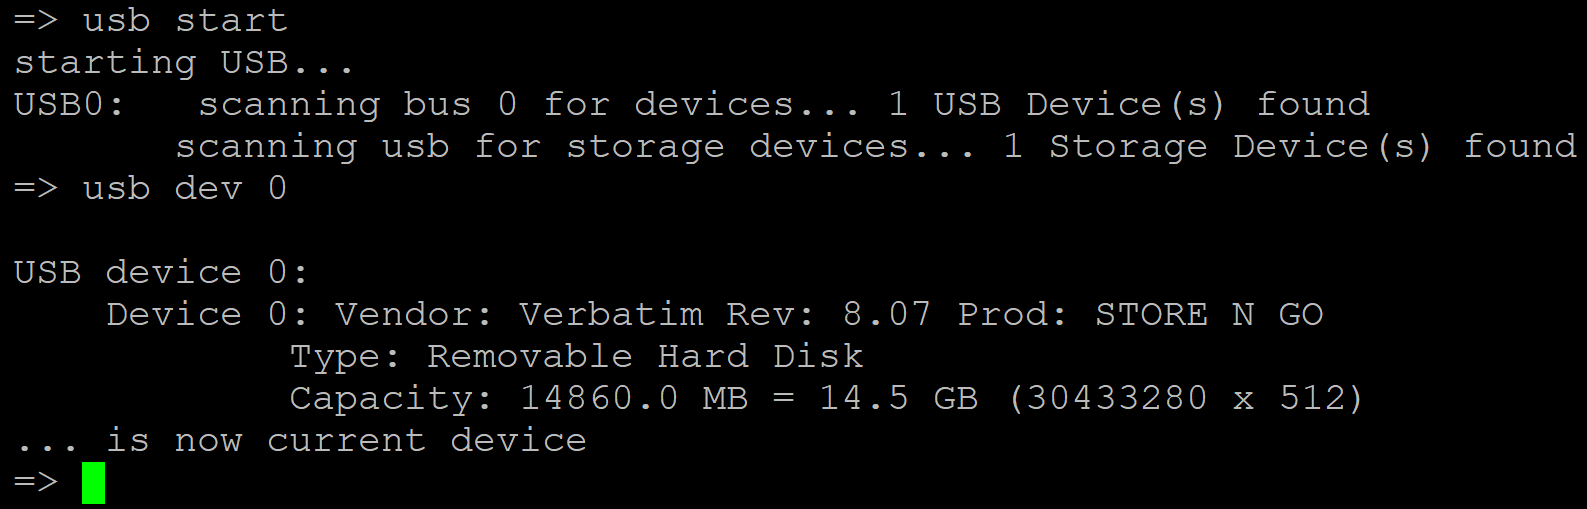 => usb start
starting USB...
USB0:   scanning bus 0 for devices... 1 USB Device(s) found
       scanning usb for storage devices... 1 Storage Device(s) found
=> usb dev 0

USB device 0:
    Device 0: Vendor: Verbatim Rev: 8.07 Prod: STORE N GO
            Type: Removable Hard Disk
            Capacity: 14860.0 MB = 14.5 GB (30433280 x 512)
... is now current device
=>